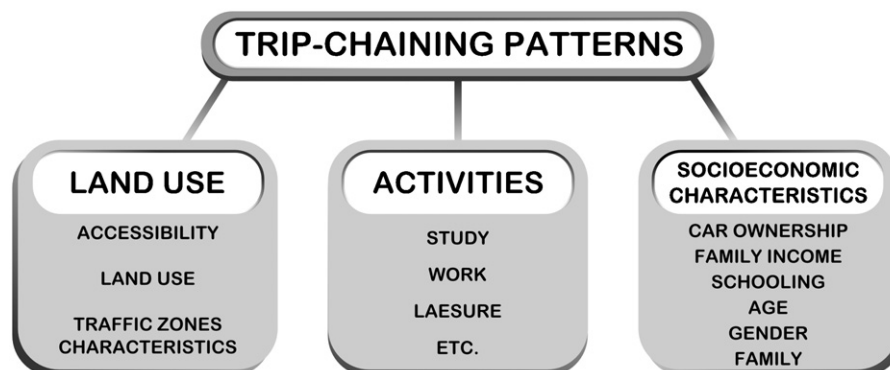 TRIP-CHAINING PATTERNS
LAND USE
ACCESSIBILITY
LAND USE
TRAFFIC ZONES
CHARACTERISTICS
ACTIVITIES
STUDY
WORK
LAESURE
ETC.
SOCIOECONOMIC
CHARACTERISTICS
CAR OWNERSHIP
FAMILY INCOME
SCHOOLING
AGE
GENDER
FAMILY